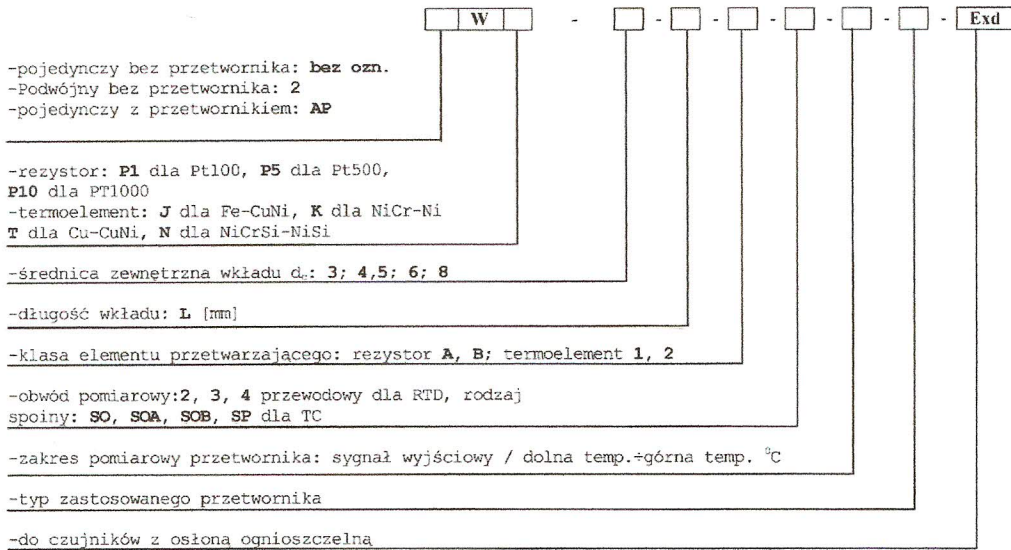 W - - - - - - - Exd
-pojedynczy bez przetwornika: bez ozn.
-Podwójny bez przetwornika: 2
-pojedynczy z przetwornikiem: AP
-rezystor: P1 dla Pt100, P5 dla Pt500,
P10 dla PT1000
-termoelement: J dla Fe-CuNi, K dla NiCr-Ni
T dla Cu-CuNi, N dla NiCrSi-NiSi
-średnica zewnętrzna wkładu d: 3; 4,5; 6; 8
-długość wkładu: L [mm]
-klasa elementu przetwarzającego: rezystor A, B; termoelement 1, 2
-obwód pomiarowy:2, 3, 4 przewodowy dla RTD, rodzaj
spoiny: SO, SOA, SOB, SP dla TC
-zakres pomiarowy przetwornika: sygnał wyjściowy / dolna temp.÷górna temp. °C
-typ zastosowanego przetwornika
-do czujników z osłoną ognioszczelną